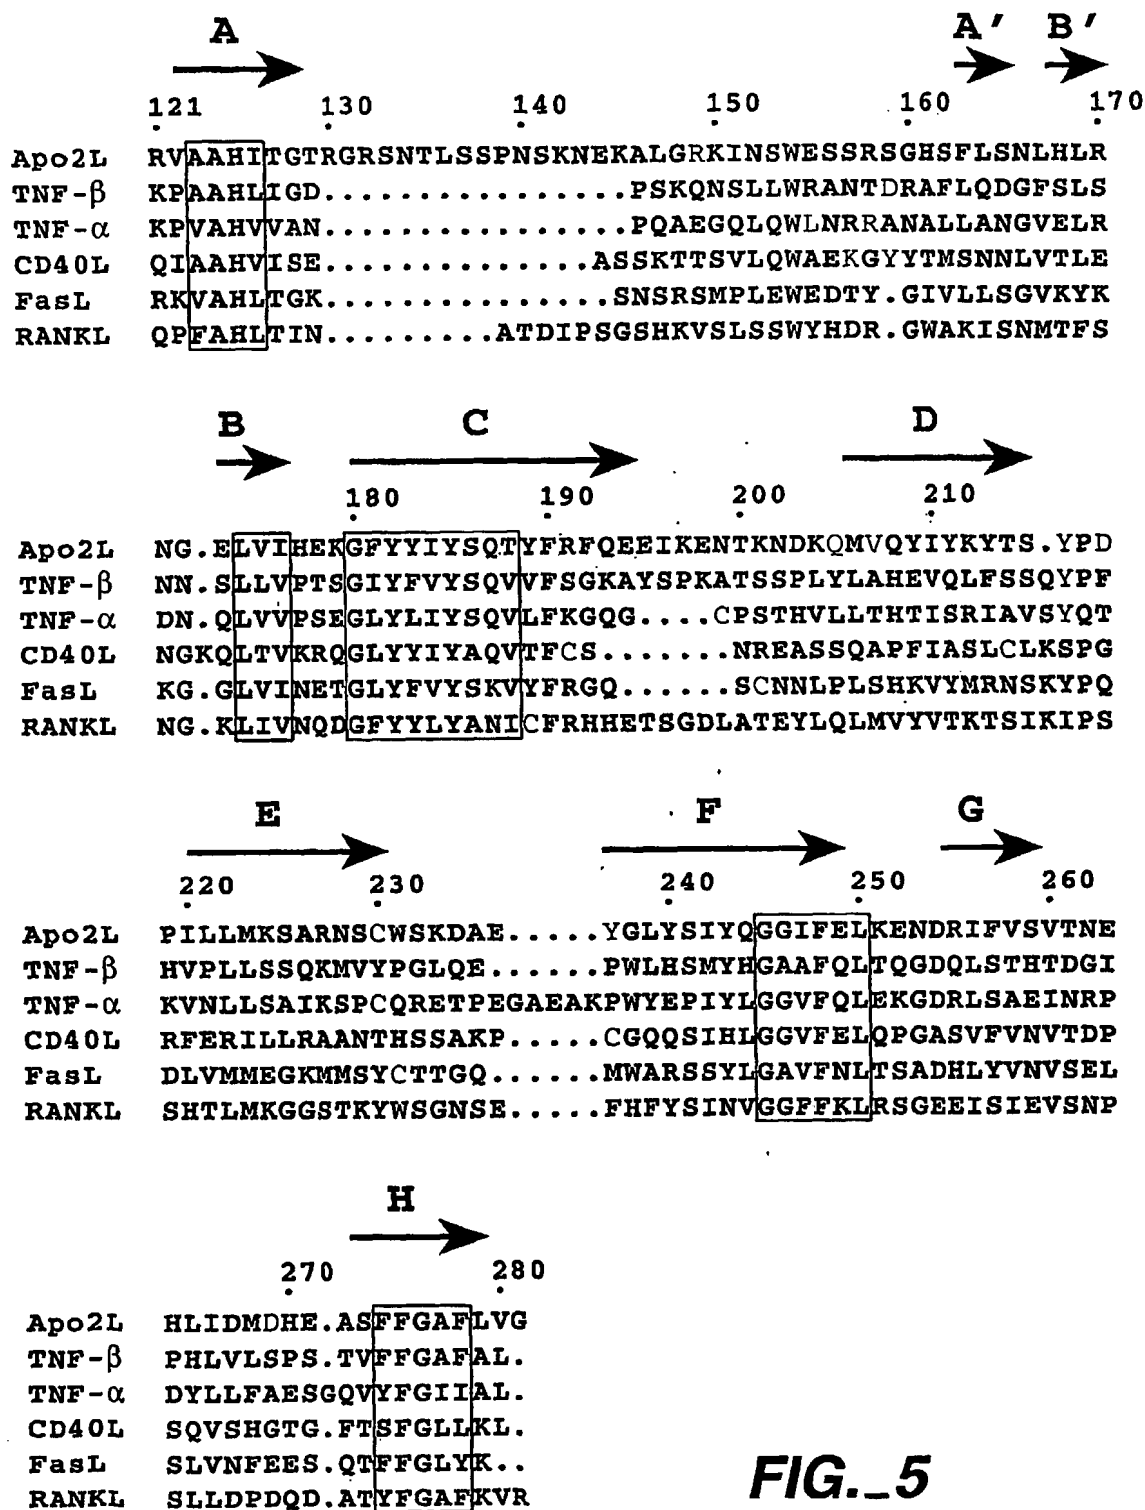 A A' B'
121 130 140 150 160 170
Apo2L RVAAHITGTRGRSNTLSSPNSKNEKALGRKINSWESSRSGHSFLSNLHLR
TNF-β KPAAHLIGD................PSKQNSLLWRANTDRAFLQDGFSLS
TNF-α KPVAHVVAN................PQAEGQLQWLNRRANALLANGVELR
CD40L QIAAHVISE..............ASSKTTSVLQWAEKGYYTMSNNLVTLE
FasL RKVAHLTGK...............SNSRSMPLEWEDTY.GIVLLSGVKYK
RANKL QPFAHLTIN.........ATDIPSGSHKVSLSSWYHDR.GWAKISNMTFS
B C D
180 190 200 210
Apo2L NG.ELVIHEKGFYYIYSQTYFRFQEEIKENTKNDKQMVQYIYKYTS.YPD
TNF-β NN.SLLVPTSGIYFVYSQVVFSGKAYSPKATSSPLYLAHEVQLFSSQYPF
TNF-α DN.QLVVPSEGLYLIYSQVLFKGQG....CPSTHVLLTHTISRIAVSYQT
CD40L NGKQLTVKRQGLYYIYAQVTFCS.......NREASSQAPFIASLCLKSPG
FasL KG.GLVINETGLYFVYSKVYFRGQ......SCNNLPLSHKVYMRNSKYPQ
RANKL NG.KLIVNQDGFYYLYANICFRHHETSGDLATEYLQLMVYVTKTSIKIPS
E F G
220 230 240 250 260
Apo2L PILLMKSARNSCWSKDAE.....YGLYSIYQGGIFELKENDRIFVSVTNE
TNF-β HVPLLSSQKMVYPGLQE......PWLHSMYHGAAFQLTQGDQLSTHTDGI
TNF-α KVNLLSAIKSPCQRETPEGAEAKPWYEPIYLGGVFQLEKGDRLSAEINRP
CD40L RFERILLRAANTHSSAKP.....CGQQSIHLGGVFELQPGASVFVNVTDP
FasL DLVMMEGKMMSYCTTGQ......MWARSSYLGAVFNLTSADHLYVNVSEL
RANKL SHTLMKGGSTKYWSGNSE.....FHFYSINVGGFFKLRSGEEISIEVSNP
H
270 280
Apo2L HLIDMDHE.ASFFGAFLVG
TNF-β PHLVLSPS.TVFFGAFAL.
TNF-α DYLLFAESGQVYFGIIAL.
CD40L SQVSHGTG.FTSFGLLKL.
FasL SLVNFEES.QTFFGLYK..
RANKL SLLDPDQD.ATYFGAFKVR
FIG._5